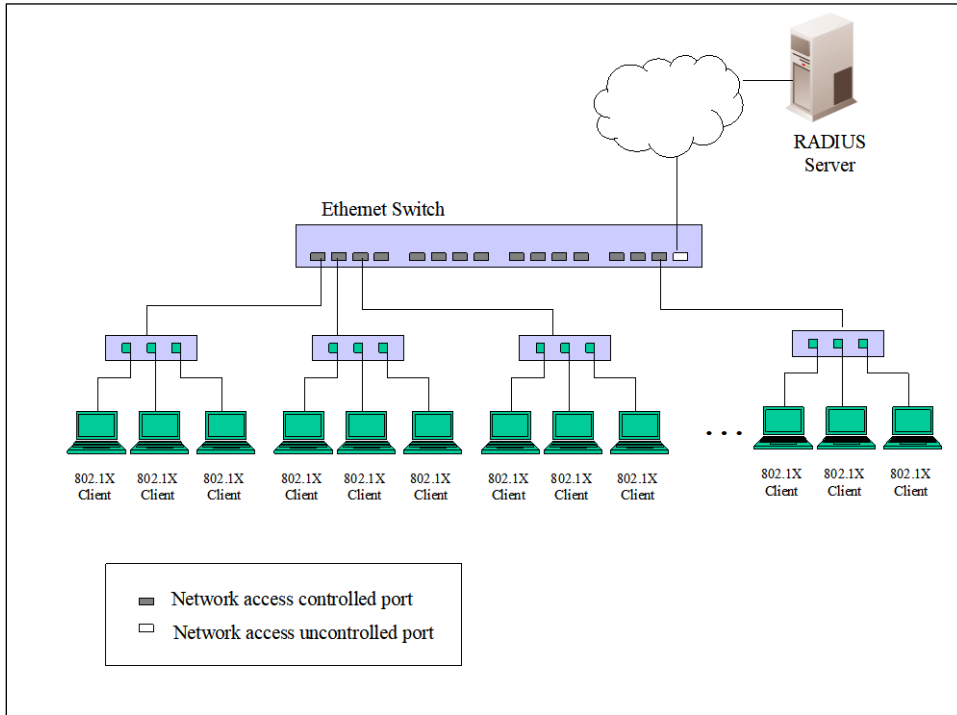 RADIUS
Server
Ethernet Switch
802.1X 802.1X 802.1X 802.1X 802.1X 802.1X 802.1X 802.1X 802.1X 802.1X 802.1X 802.1X
Client Client Client Client Client Client Client Client Client Client Client Client
. . .
Network access controlled port
Network access uncontrolled port